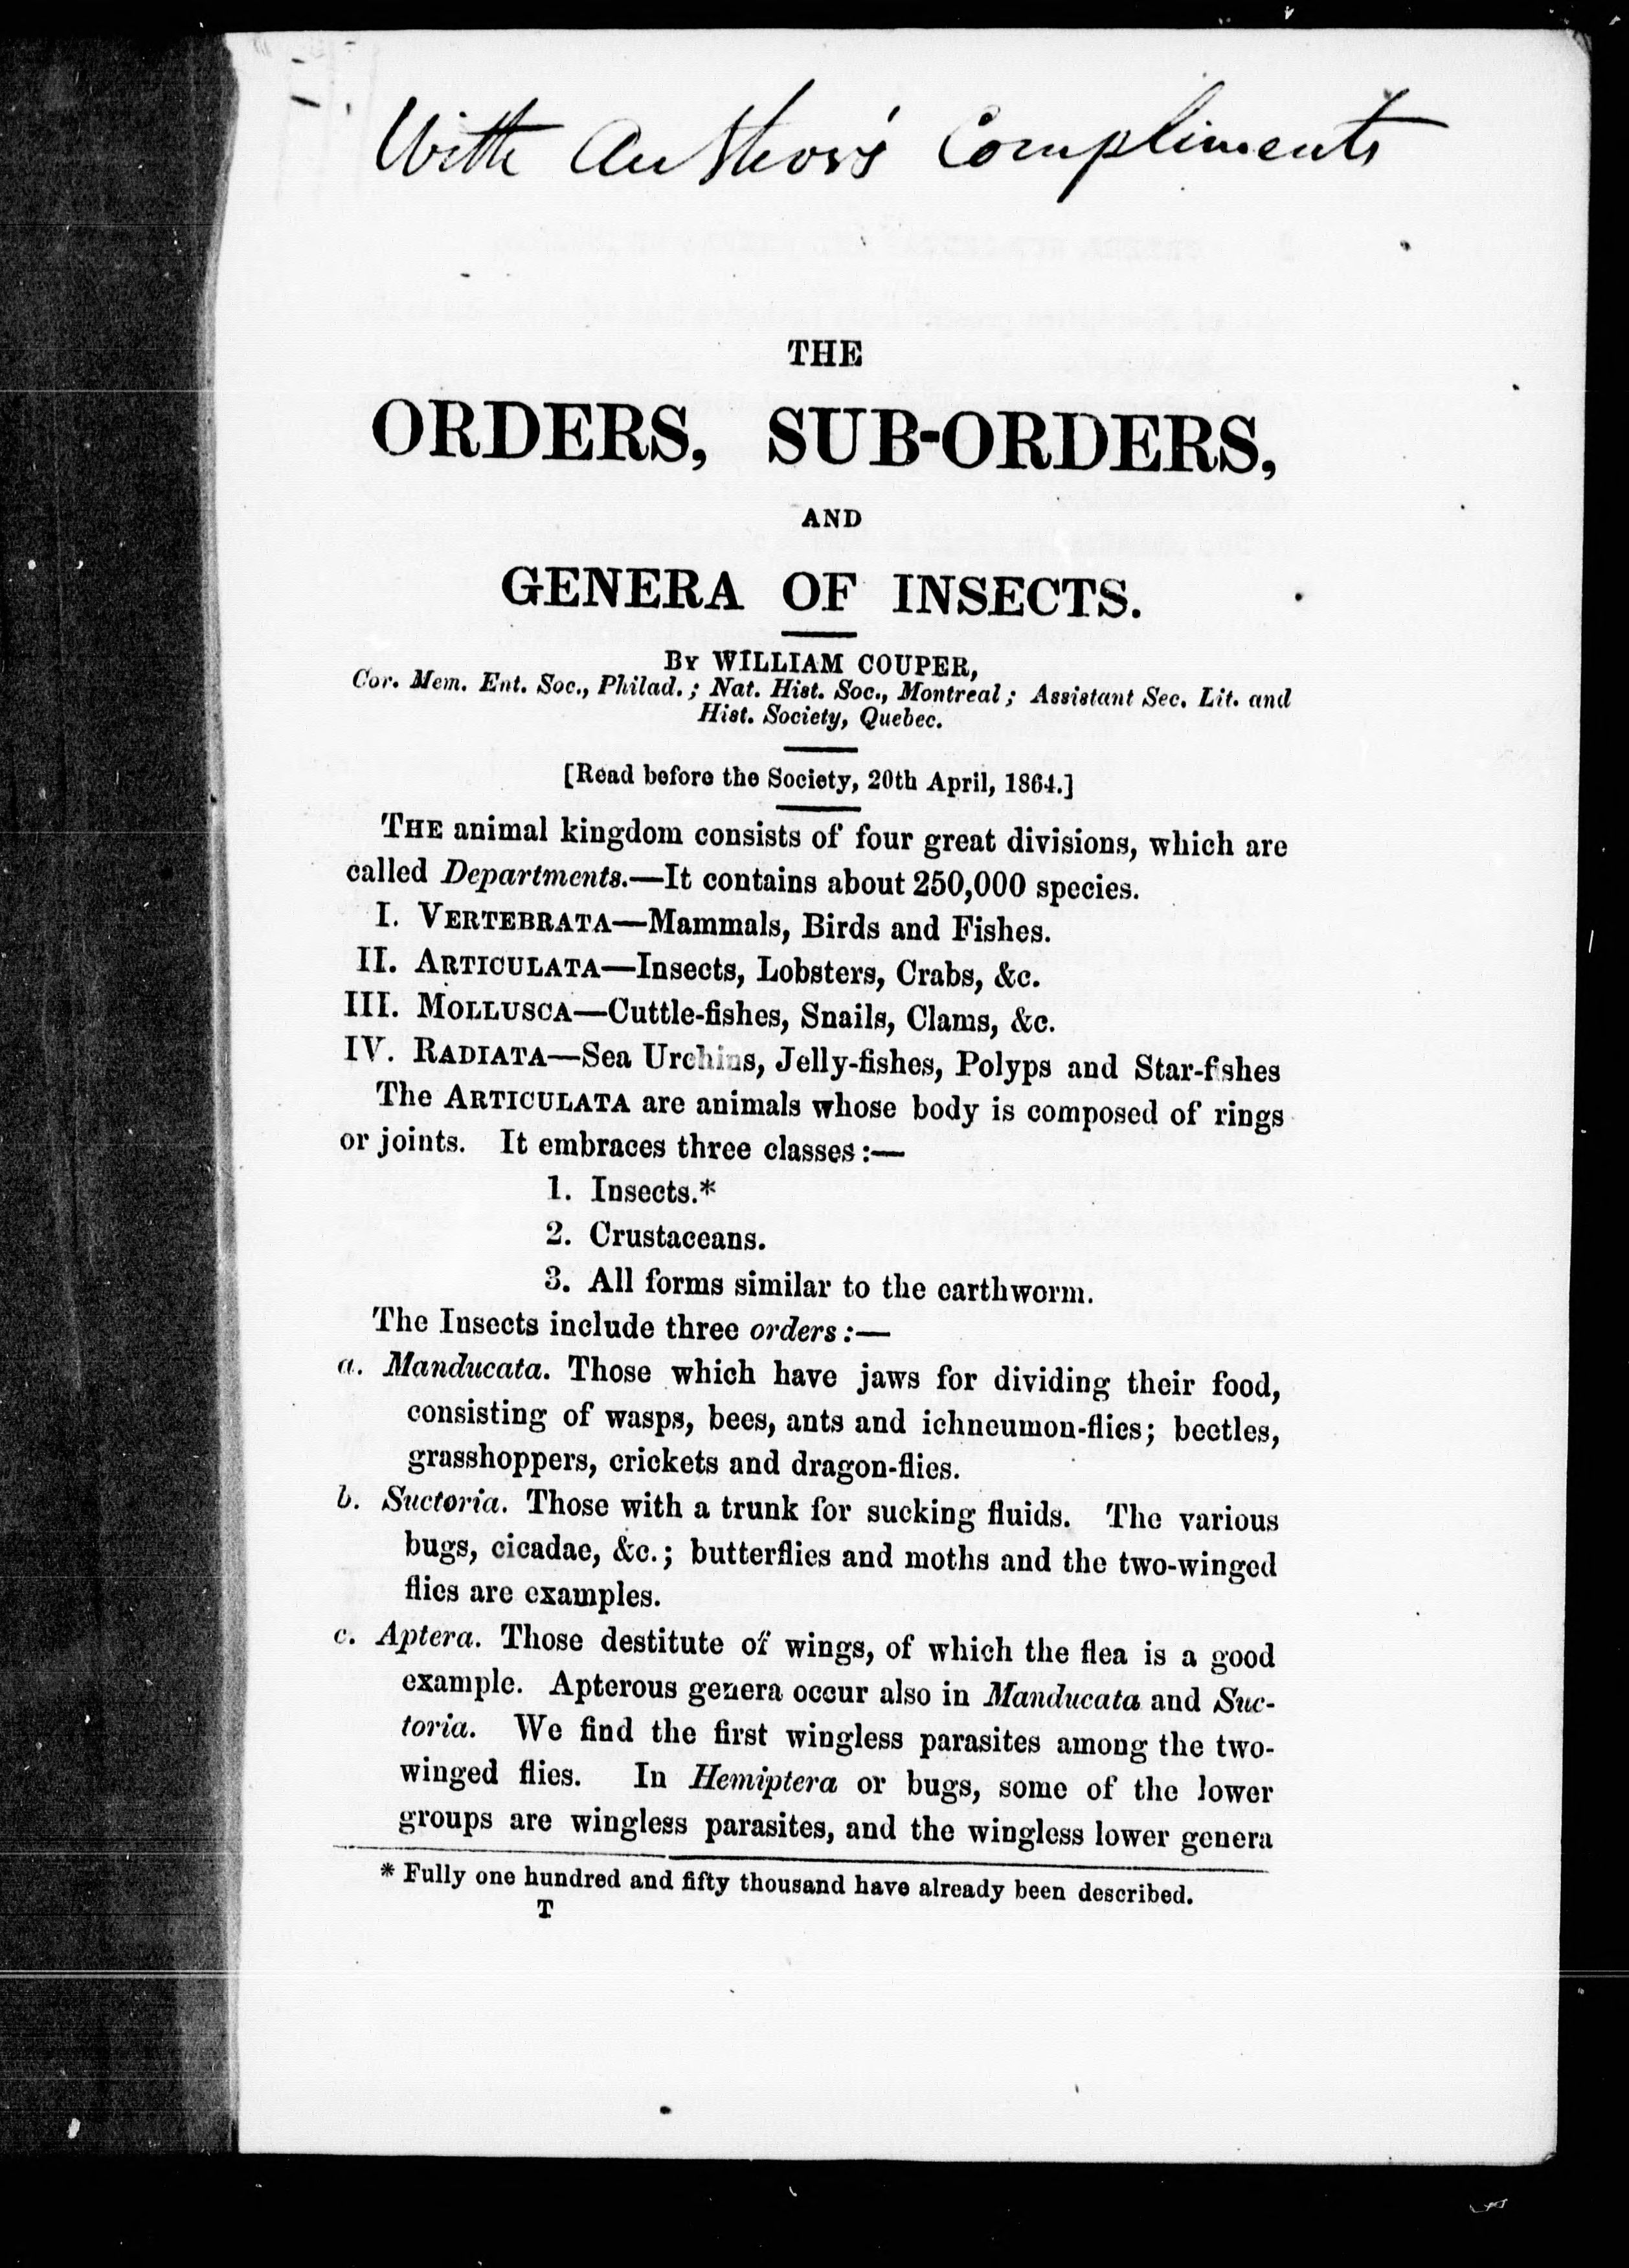 With Author's Compliments
THE
ORDERS, SUB-ORDERS,
AND
GENERA OF INSECTS.
BY WILLIAM COUPER,
Cor. Mem. Ent. Soc., Philad.; Nat. Hist. Soc., Montreal; Assistant Sec. Lit. and
Hist. Society, Quebec.
[Read before the Society, 20th April, 1864.]
THE animal kingdom consists of four great divisions, which are
called Departments.—It contains about 250,000 species.
I. VERTEBRATA—Mammals, Birds and Fishes.
II. ARTICULATA—Insects, Lobsters, Crabs, &c.
III. MOLLUSCA—Cuttle-fishes, Snails, Clams, &c.
IV. RADIATA—Sea Urchins, Jelly-fishes, Polyps and Star-fishes
The ARTICULATA are animals whose body is composed of rings
or joints. It embraces three classes:—
1. Insects.*
2. Crustaceans.
3. All forms similar to the earthworm.
The Insects include three orders:—
a. Manducata. Those which have jaws for dividing their food,
consisting of wasps, bees, ants and ichneumon-flies; beetles,
grasshoppers, crickets and dragon-flies.
b. Suctoria. Those with a trunk for sucking fluids. The various
bugs, cicadae, &c.; butterflies and moths and the two-winged
flies are examples.
c. Aptera. Those destitute of wings, of which the flea is a good
example. Apterous genera occur also in Manducata and Suc-
toria. We find the first wingless parasites among the two-
winged flies. In Hemiptera or bugs, some of the lower
groups are wingless parasites, and the wingless lower genera
* Fully one hundred and fifty thousand have already been described.
T